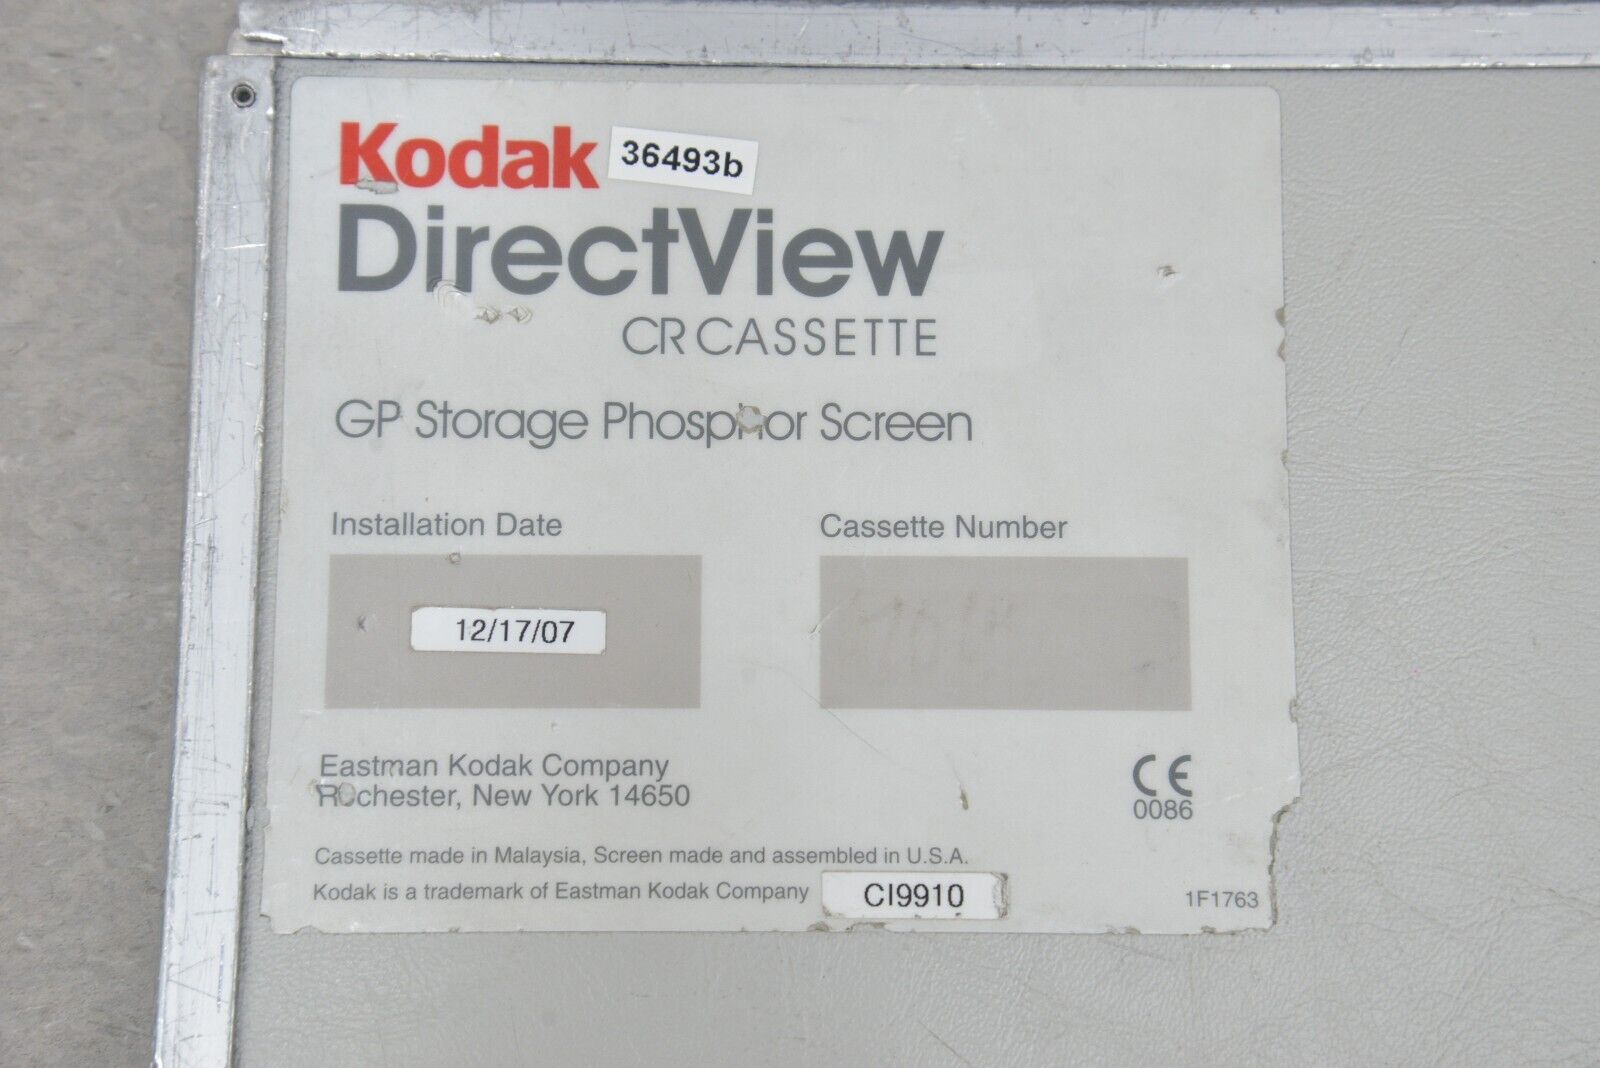 Kodak 36493b
DirectView
CR CASSETTE
GP Storage Phosphor Screen
Installation Date
Cassette Number
12/17/07
Eastman Kodak Company
Rochester, New York 14650
CE
0086
Cassette made in Malaysia, Screen made and assembled in U.S.A.
Kodak is a trademark of Eastman Kodak Company CI9910
1F1763